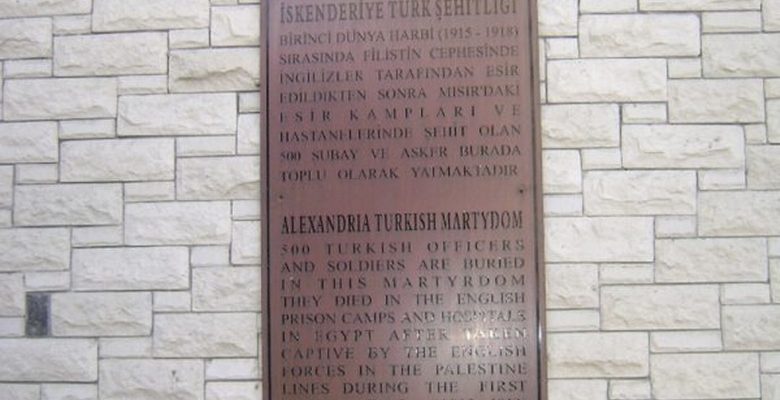 İSKENDERİYE TÜRK ŞEHİTLİĞİ
BİRİNCİ DÜNYA HARBİ (1915 - 1918)
SIRASINDA FİLİSTİN CEPHESİNDE
İNGİLİZLER TARAFINDAN ESİR
EDİLDİKTEN SONRA MISIR'DAKİ
ESİR KAMPLARI VE
HASTANELERİNDE ŞEHİT OLAN
500 SUBAY VE ASKER BURADA
TOPLU OLARAK YATMAKTADIR
ALEXANDRIA TURKISH MARTYDOM
500 TURKISH OFFICERS
AND SOLDIERS ARE BURIED
IN THIS MARTYRDOM
THEY DIED IN THE ENGLISH
PRISON CAMPS AND HOSPITALS
IN EGYPT AFTER TAKEN
CAPTIVE BY THE ENGLISH
FORCES IN THE PALESTINE
LINES DURING THE FIRST